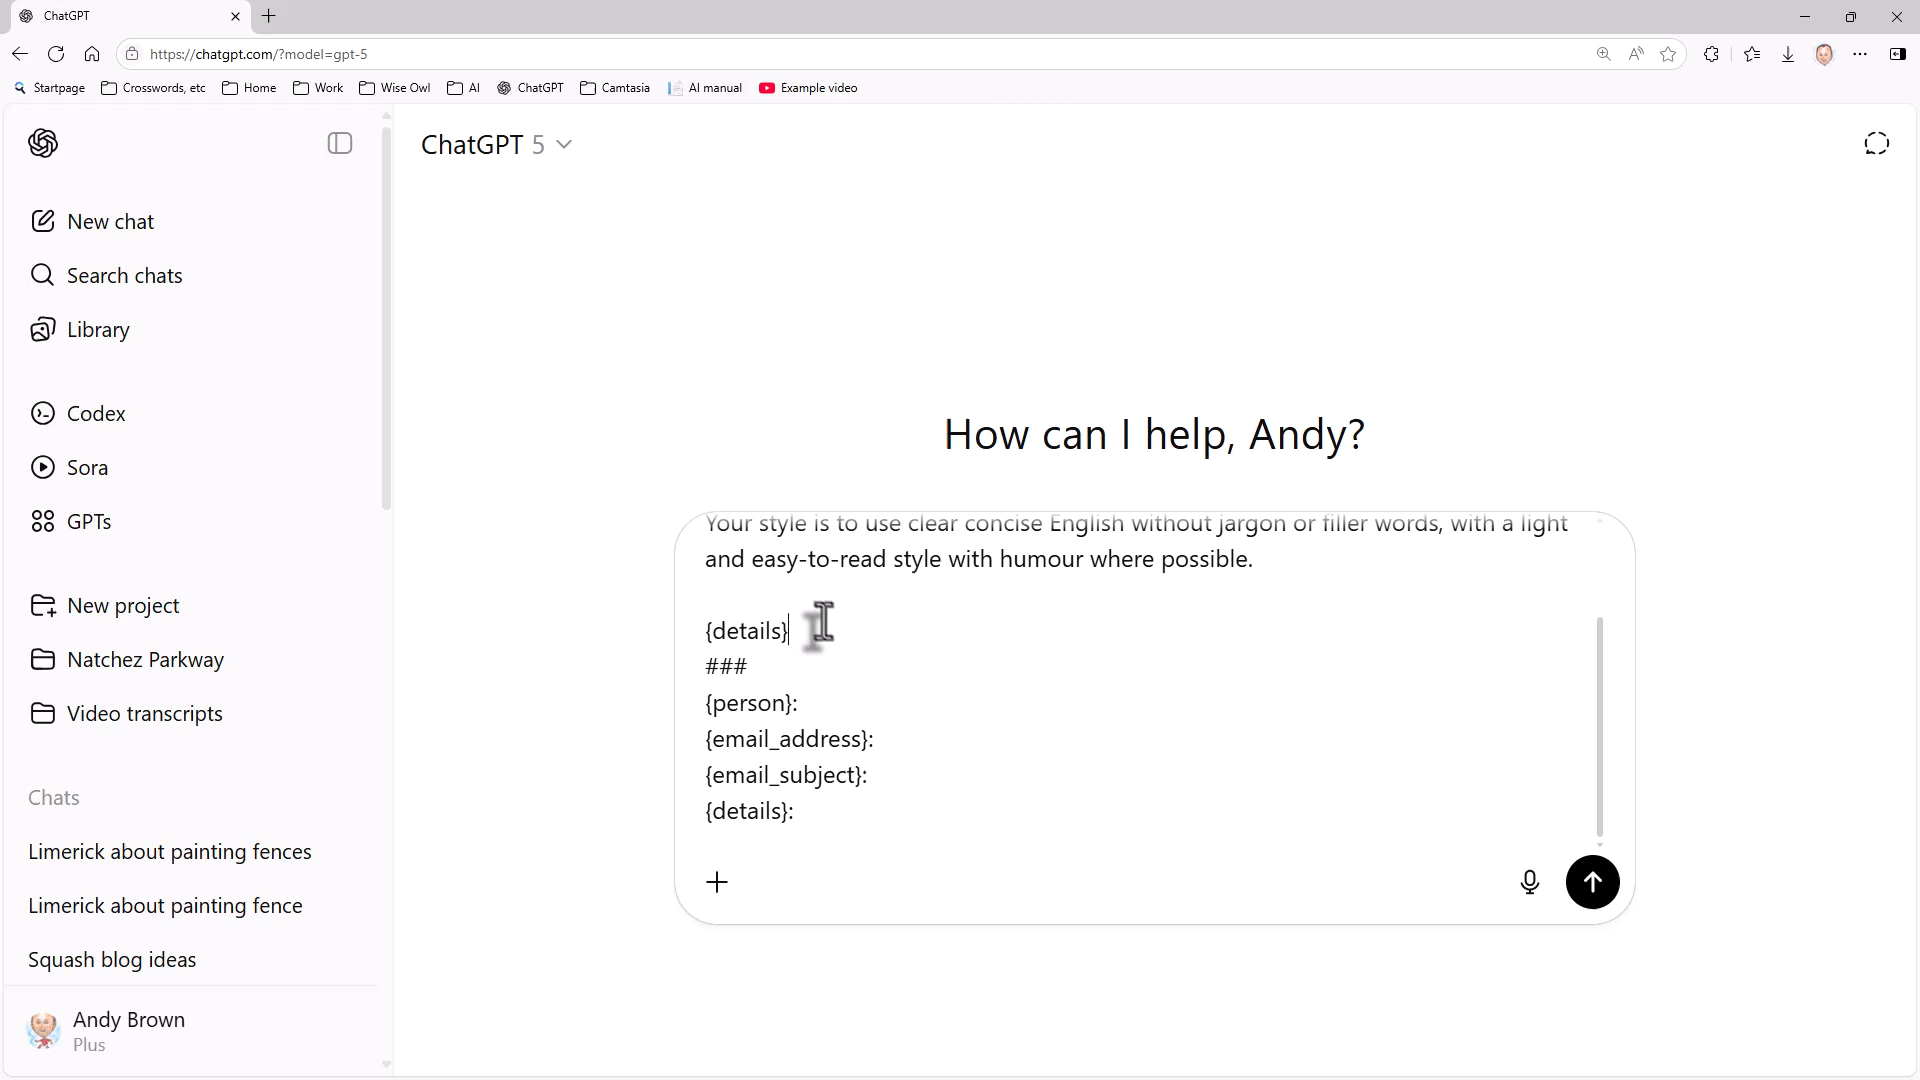 ChatGPT
https://chatgpt.com/?model=gpt-5
Startpage
Crosswords, etc
Home
Work
Wise Owl
AI
ChatGPT
Camtasia
AI manual
Example video
New chat
Search chats
Library
Codex
Sora
GPTs
New project
Natchez Parkway
Video transcripts
Chats
Limerick about painting fences
Limerick about painting fence
Squash blog ideas
Andy Brown
Plus
ChatGPT 5
How can I help, Andy?
Your style is to use clear concise English without jargon or filler words, with a light
and easy-to-read style with humour where possible.
{details}
###
{person}:
{email_address}:
{email_subject}:
{details}: